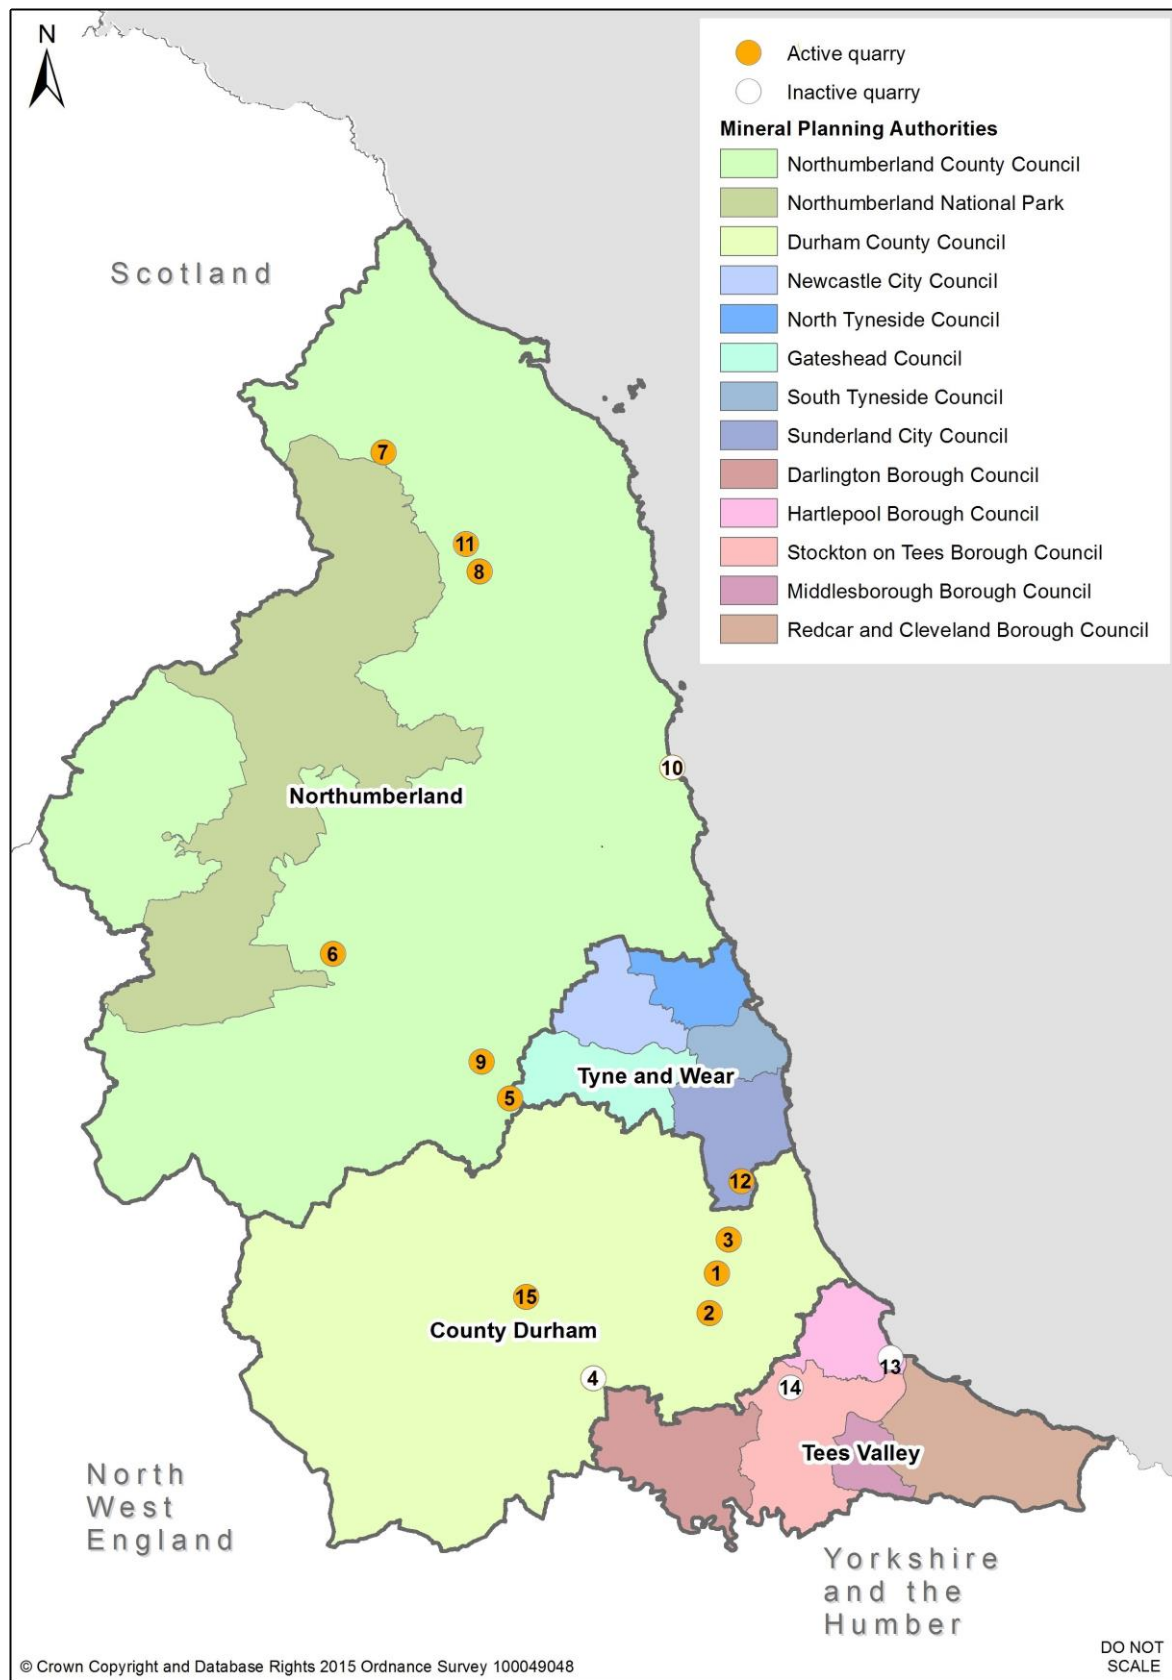 N
Active quarry
Inactive quarry
Mineral Planning Authorities
Northumberland County Council
Northumberland National Park
Durham County Council
Newcastle City Council
North Tyneside Council
Gateshead Council
South Tyneside Council
Sunderland City Council
Darlington Borough Council
Hartlepool Borough Council
Stockton on Tees Borough Council
Middlesborough Borough Council
Redcar and Cleveland Borough Council
Scotland
7
11
8
10
Northumberland
6
9
Tyne and Wear
5
12
3
1
15
2
County Durham
13
4
14
Tees Valley
North
West
England
Yorkshire
and the
Humber
DO NOT
SCALE
© Crown Copyright and Database Rights 2015 Ordnance Survey 100049048